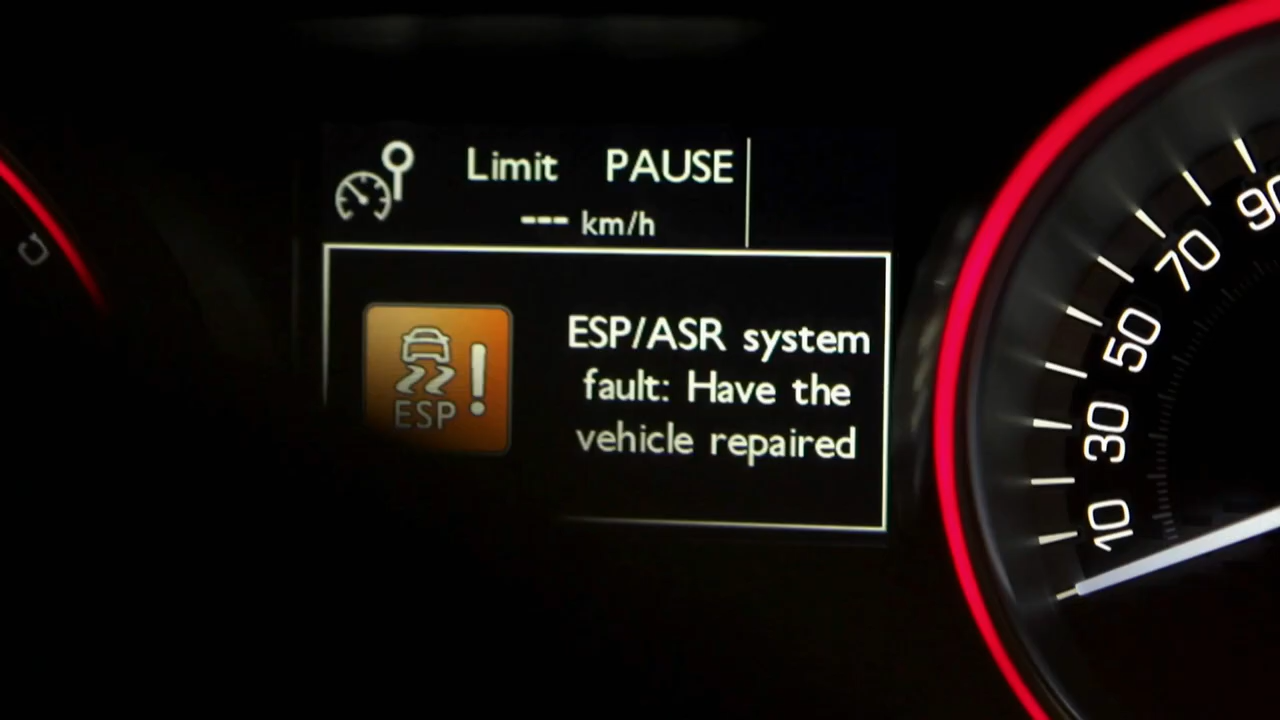 Limit PAUSE
--- km/h
ESP/ASR system
fault: Have the
vehicle repaired
ESP
90
70
50
30
10